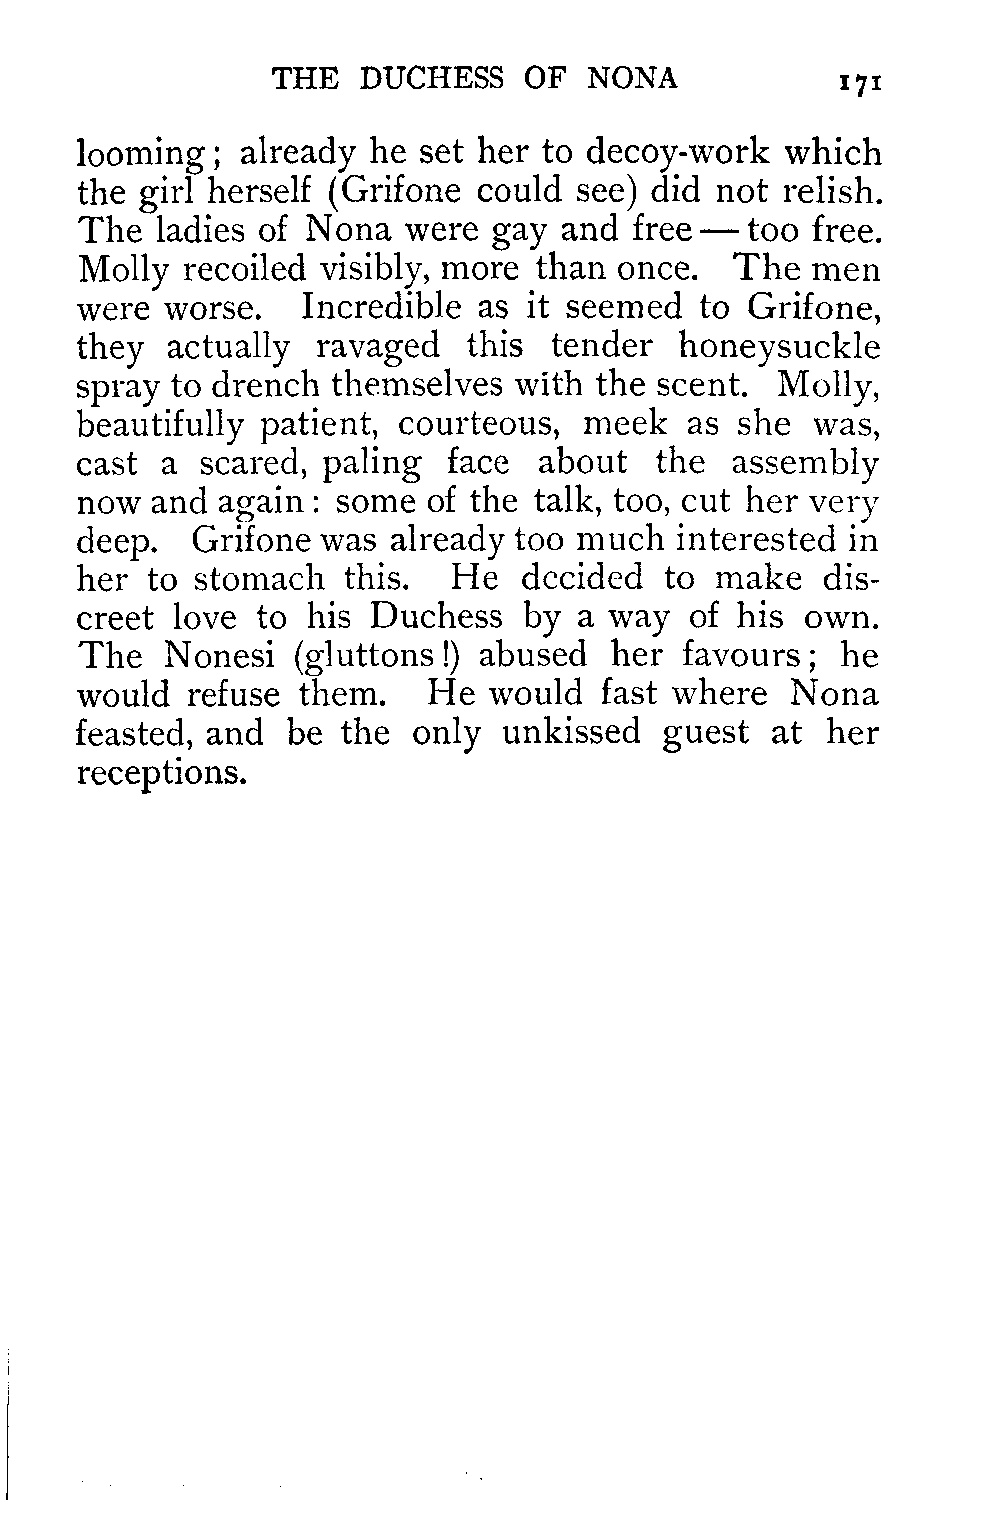 THE DUCHESS OF NONA 171
looming; already he set her to decoy-work which
the girl herself (Grifone could see) did not relish.
The ladies of Nona were gay and free — too free.
Molly recoiled visibly, more than once. The men
were worse. Incredible as it seemed to Grifone,
they actually ravaged this tender honeysuckle
spray to drench themselves with the scent. Molly,
beautifully patient, courteous, meek as she was,
cast a scared, paling face about the assembly
now and again: some of the talk, too, cut her very
deep. Grifone was already too much interested in
her to stomach this. He decided to make dis-
creet love to his Duchess by a way of his own.
The Nonesi (gluttons!) abused her favours; he
would refuse them. He would fast where Nona
feasted, and be the only unkissed guest at her
receptions.